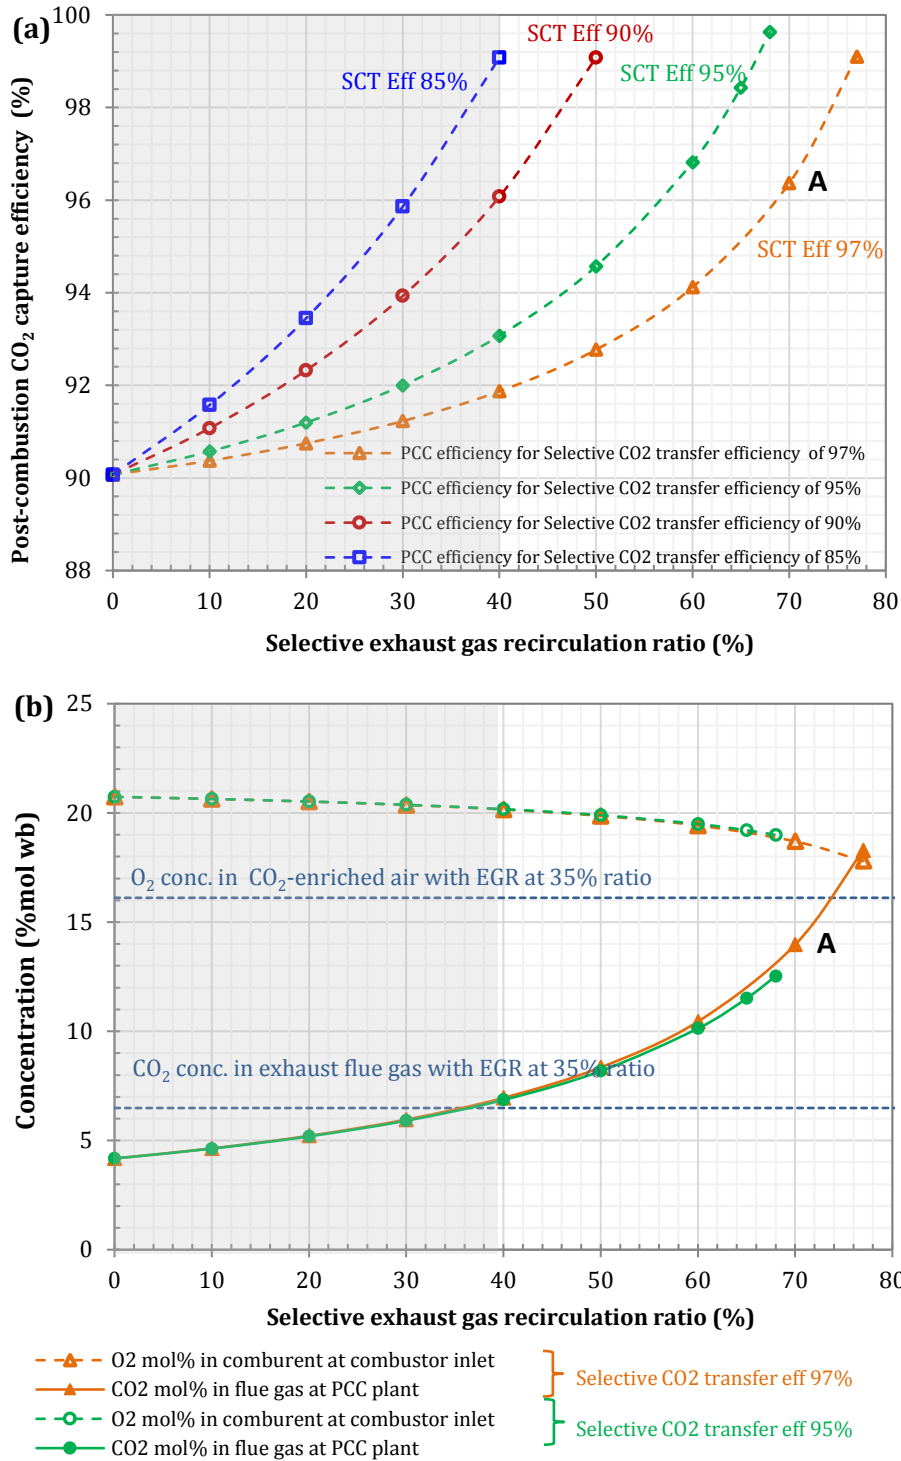 (a)
100
98
96
94
92
90
88
Post-combustion CO₂ capture efficiency (%)
SCT Eff 85%
SCT Eff 90%
SCT Eff 95%
A
SCT Eff 97%
PCC efficiency for Selective CO2 transfer efficiency of 97%
PCC efficiency for Selective CO2 transfer efficiency of 95%
PCC efficiency for Selective CO2 transfer efficiency of 90%
PCC efficiency for Selective CO2 transfer efficiency of 85%
0 10 20 30 40 50 60 70 80
Selective exhaust gas recirculation ratio (%)
(b)
25
20
15
10
5
0
Concentration (%mol wb)
O₂ conc. in CO₂-enriched air with EGR at 35% ratio
A
CO₂ conc. in exhaust flue gas with EGR at 35% ratio
0 10 20 30 40 50 60 70 80
Selective exhaust gas recirculation ratio (%)
O2 mol% in comburent at combustor inlet
CO2 mol% in flue gas at PCC plant
Selective CO2 transfer eff 97%
O2 mol% in comburent at combustor inlet
CO2 mol% in flue gas at PCC plant
Selective CO2 transfer eff 95%